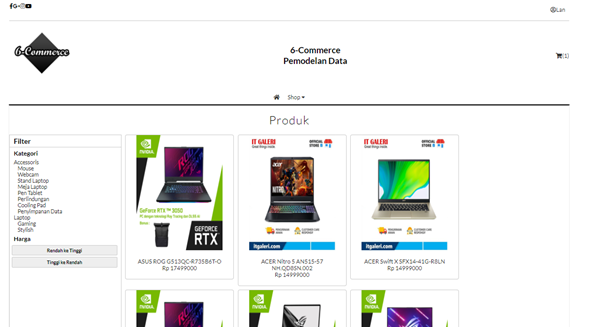 Lan
6-Commerce
6-Commerce
Pemodelan Data
(1)
Shop
Produk
Filter
Kategori
Accessoris
Mouse
Webcam
Stand Laptop
Meja Laptop
Pen Tablet
Perlindungan
Cooling Pad
Penyimpanan Data
Laptop
Gaming
Stylish
Harga
Rendah ke Tinggi
Tinggi ke Rendah
NVIDIA
GeForce RTX™ 3050
GEFORCE
RTX
ASUS ROG G513QC-R735B6T-O
Rp 17499000
IT GALERI
OFFICIAL
STORE
acer
NITRO
itgaleri.com
ACER Nitro 5 AN515-57
NH.QD8SN.002
Rp 14999000
IT GALERI
OFFICIAL
STORE
itgaleri.com
ACER Swift X SFX14-41G-R8LN
Rp 14999000
NVIDIA
NVIDIA
NVIDIA